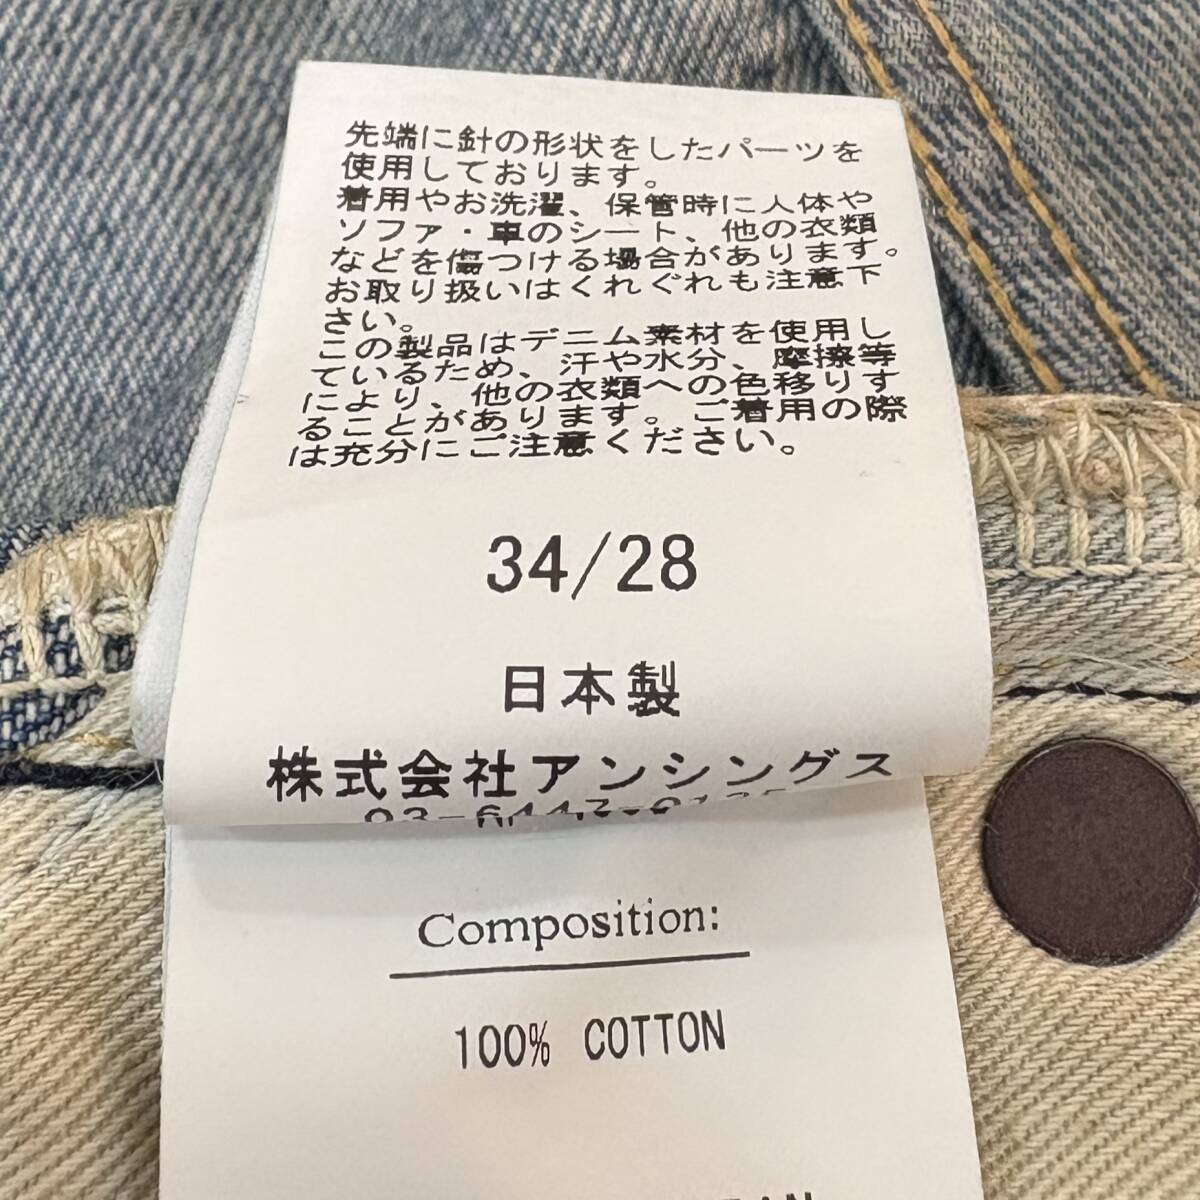 先端に針の形状をしたパーツを
使用しております。
着用やお洗濯、保管時に人体や
ソファ・車のシート、他の衣類
などを傷つける場合があります。
お取り扱いはくれぐれも注意下
さい。
この製品はデニム素材を使用し
ているため、汗や水分、摩擦等
により、他の衣類への色移りす
ることがあります。ご着用の際
は充分にご注意ください。
34/28
日本製
株式会社アンシングス
Composition:
100% COTTON